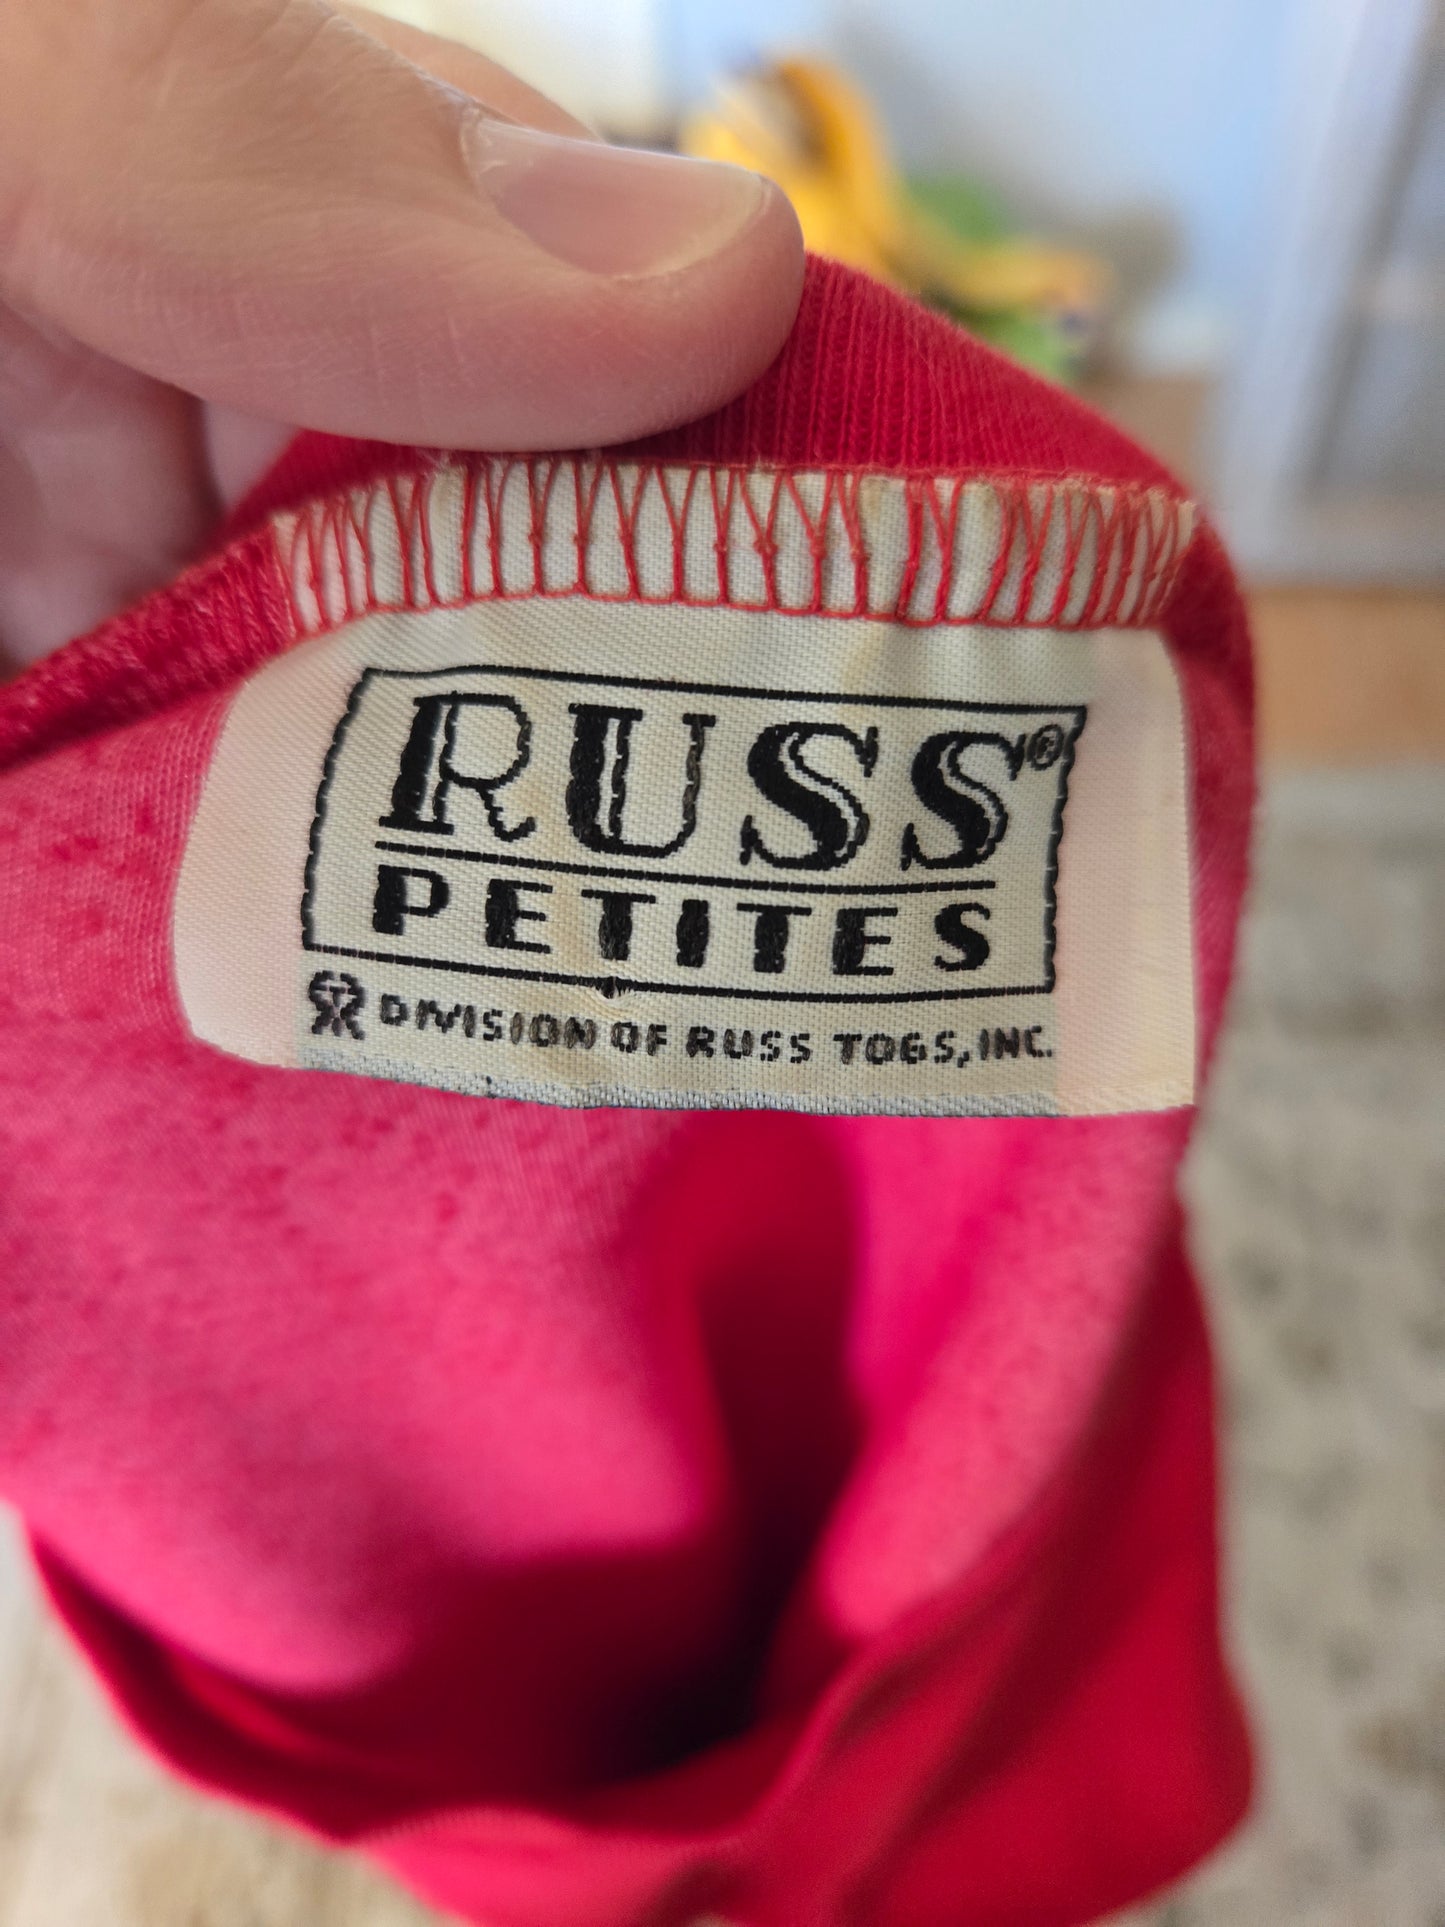 RUSS®
PETITES
DIVISION OF RUSS TOGS, INC.